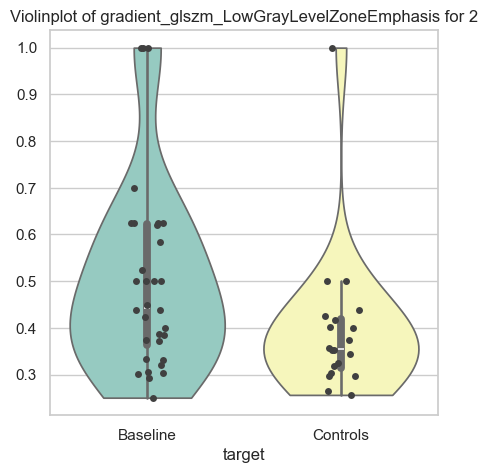 Violinplot of gradient_glszm_LowGrayLevelZoneEmphasis for 2
1.0
0.9
0.8
0.7
0.6
0.5
0.4
0.3
Baseline
Controls
target